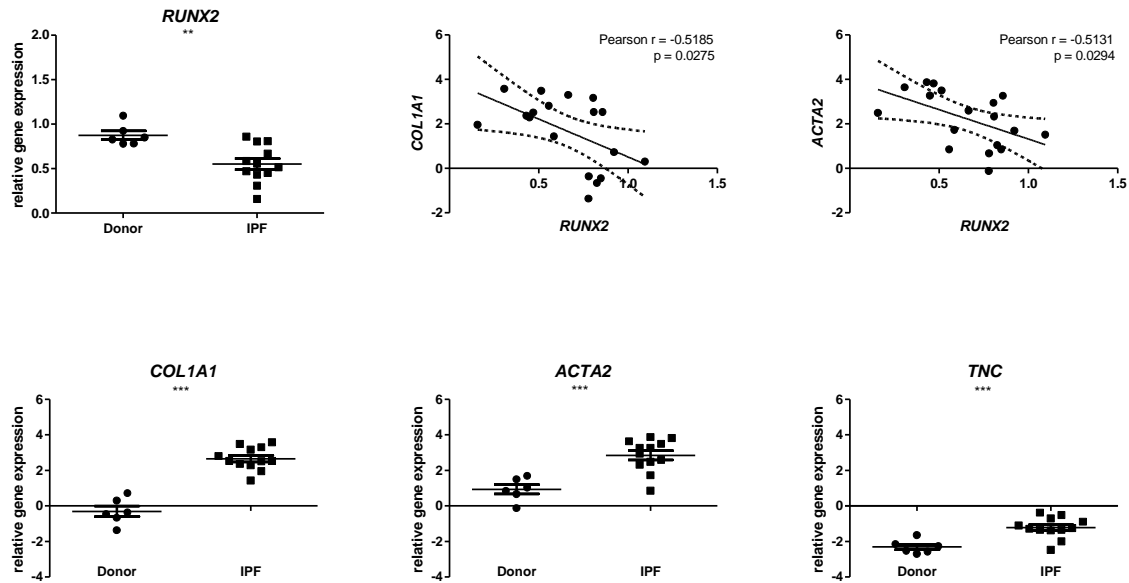 RUNX2
**
relative gene expression
2.0
1.5
1.0
0.5
0.0
Donor
IPF
Pearson r = -0.5185
p = 0.0275
COL1A1
6
4
2
0
-2
0.5
1.0
1.5
RUNX2
Pearson r = -0.5131
p = 0.0294
ACTA2
6
4
2
0
-2
0.5
1.0
1.5
RUNX2
COL1A1
***
relative gene expression
6
4
2
0
-2
-4
Donor
IPF
ACTA2
***
relative gene expression
6
4
2
0
-2
-4
Donor
IPF
TNC
***
relative gene expression
6
4
2
0
-2
-4
Donor
IPF